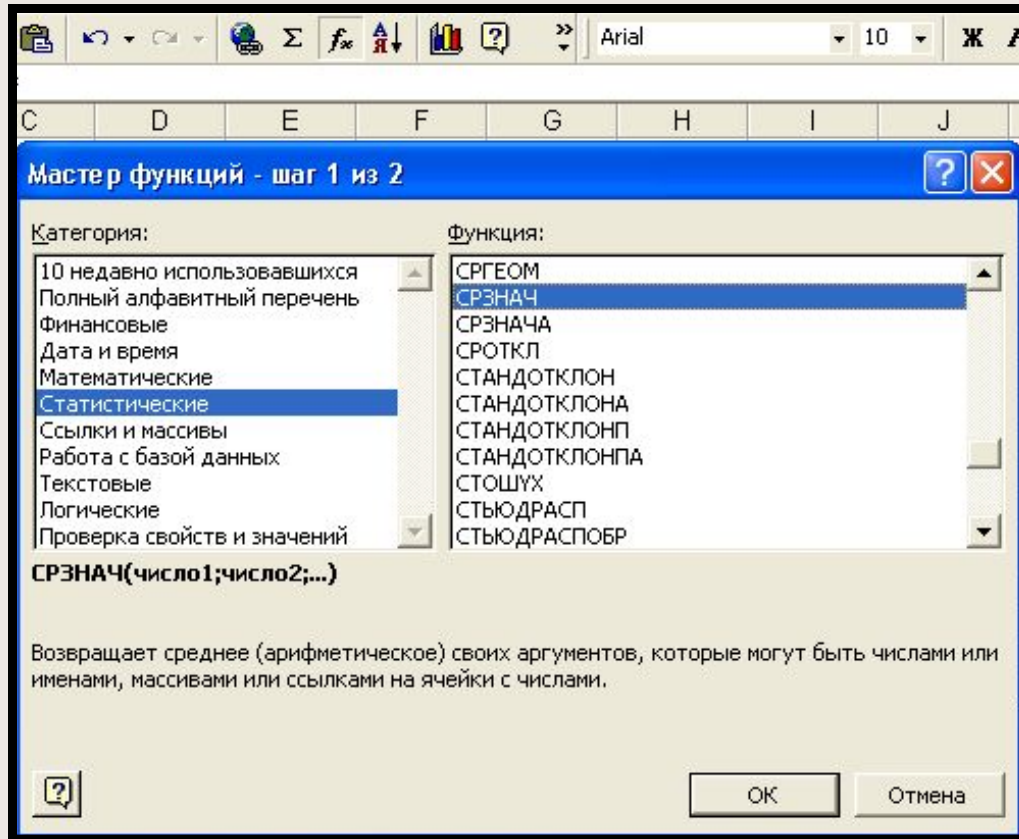 Arial 10 Ж
C D E F G H I J
Мастер функций - шаг 1 из 2
Категория:
10 недавно использовавшихся
Полный алфавитный перечень
Финансовые
Дата и время
Математические
Статистические
Ссылки и массивы
Работа с базой данных
Текстовые
Логические
Проверка свойств и значений
Функция:
СРГЕОМ
СРЗНАЧ
СРЗНАЧА
СРОТКЛ
СТАНДОТКЛОН
СТАНДОТКЛОНА
СТАНДОТКЛОНП
СТАНДОТКЛОНПА
СТОШYX
СТЬЮДРАСП
СТЬЮДРАСПОБР
СРЗНАЧ(число1;число2;...)
Возвращает среднее (арифметическое) своих аргументов, которые могут быть числами или
именами, массивами или ссылками на ячейки с числами.
ОК Отмена